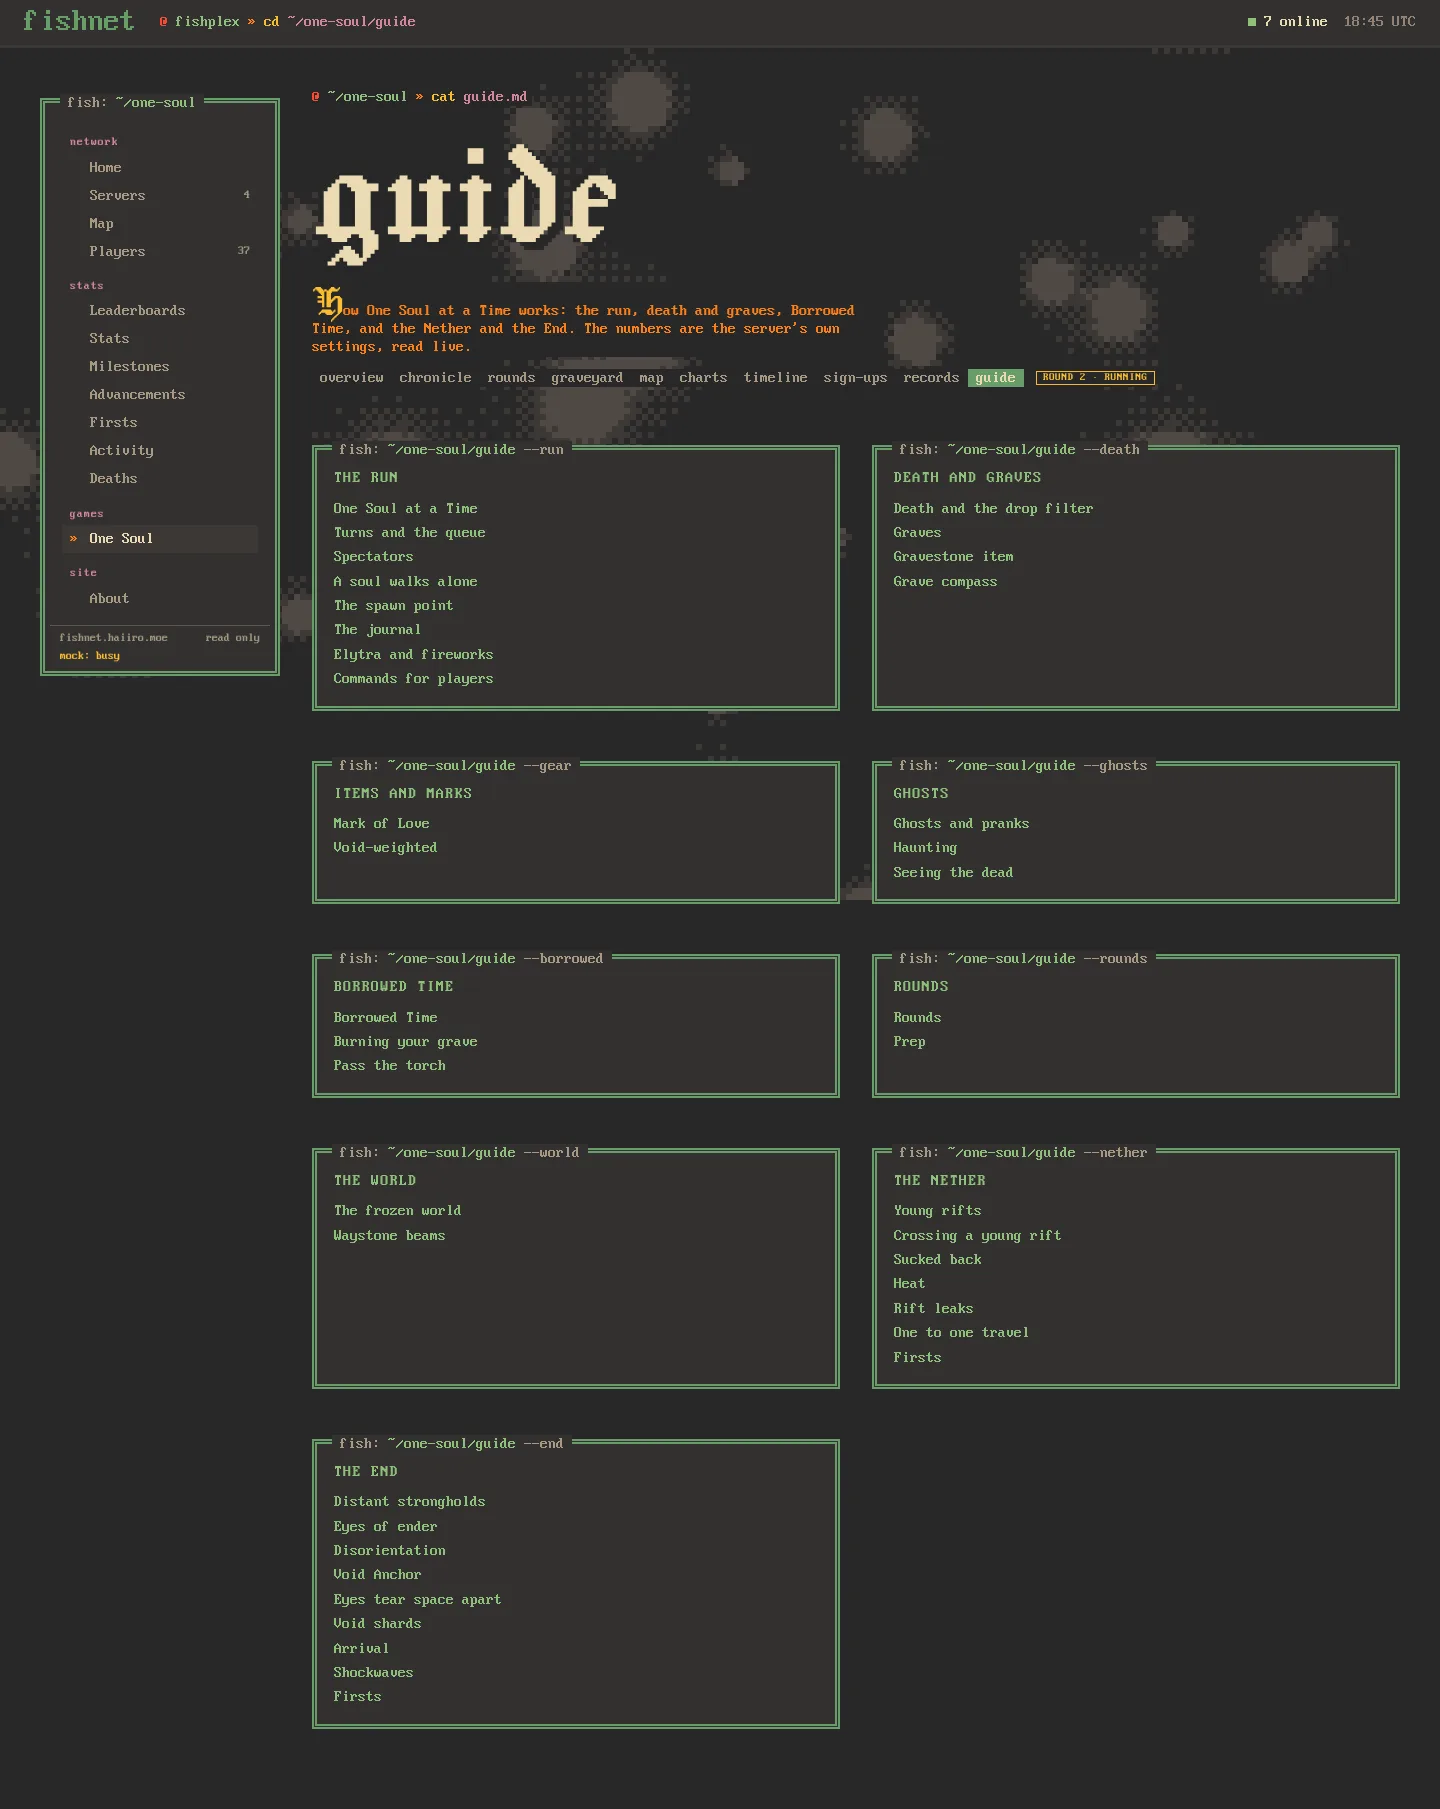 fishnet
@ fishplex » cd ~/one-soul/guide
7 online 18:45 UTC
fish: ~/one-soul
network
Home
Servers 4
Map
Players 37
stats
Leaderboards
Stats
Milestones
Advancements
Firsts
Activity
Deaths
games
» One Soul
site
About
fishnet.haiiro.moe read only
mock: busy
@ ~/one-soul » cat guide.md
guide
How One Soul at a Time works: the run, death and graves, Borrowed
Time, and the Nether and the End. The numbers are the server's own
settings, read live.
overview chronicle rounds graveyard map charts timeline sign-ups records guide ROUND 2 · RUNNING
fish: ~/one-soul/guide --run
THE RUN
One Soul at a Time
Turns and the queue
Spectators
A soul walks alone
The spawn point
The journal
Elytra and fireworks
Commands for players
fish: ~/one-soul/guide --death
DEATH AND GRAVES
Death and the drop filter
Graves
Gravestone item
Grave compass
fish: ~/one-soul/guide --gear
ITEMS AND MARKS
Mark of Love
Void-weighted
fish: ~/one-soul/guide --ghosts
GHOSTS
Ghosts and pranks
Haunting
Seeing the dead
fish: ~/one-soul/guide --borrowed
BORROWED TIME
Borrowed Time
Burning your grave
Pass the torch
fish: ~/one-soul/guide --rounds
ROUNDS
Rounds
Prep
fish: ~/one-soul/guide --world
THE WORLD
The frozen world
Waystone beams
fish: ~/one-soul/guide --nether
THE NETHER
Young rifts
Crossing a young rift
Sucked back
Heat
Rift leaks
One to one travel
Firsts
fish: ~/one-soul/guide --end
THE END
Distant strongholds
Eyes of ender
Disorientation
Void Anchor
Eyes tear space apart
Void shards
Arrival
Shockwaves
Firsts